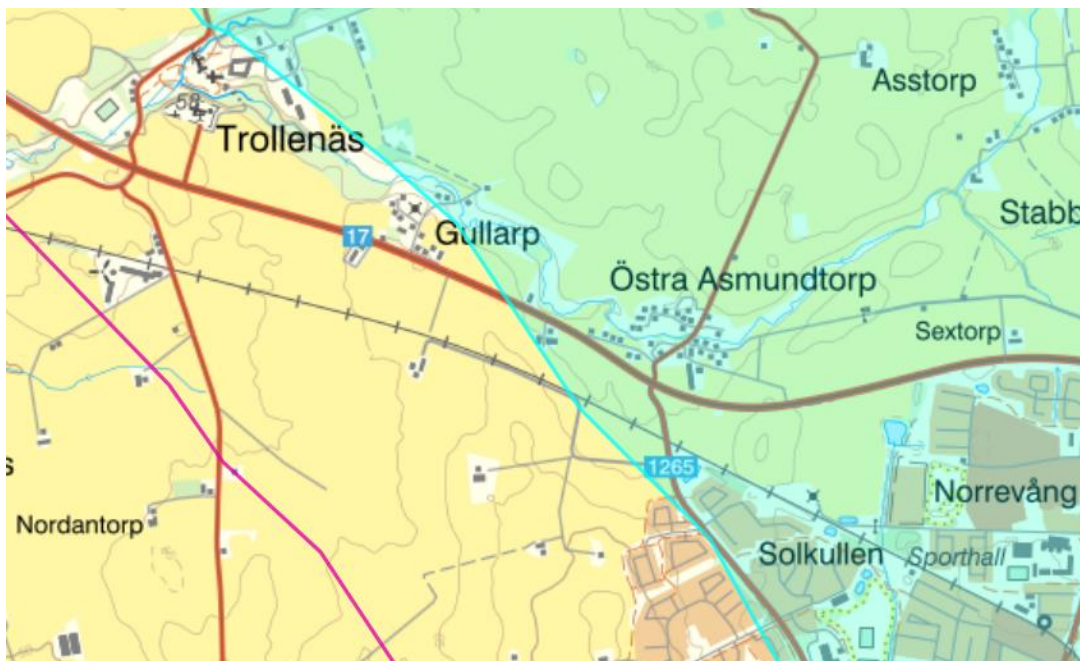 Asstorp
58
Trollenäs
Stabb
17
Gullarp
Östra Asmundtorp
Sextorp
s
1265
Norrevång
Nordantorp
Solkullen
Sporthall